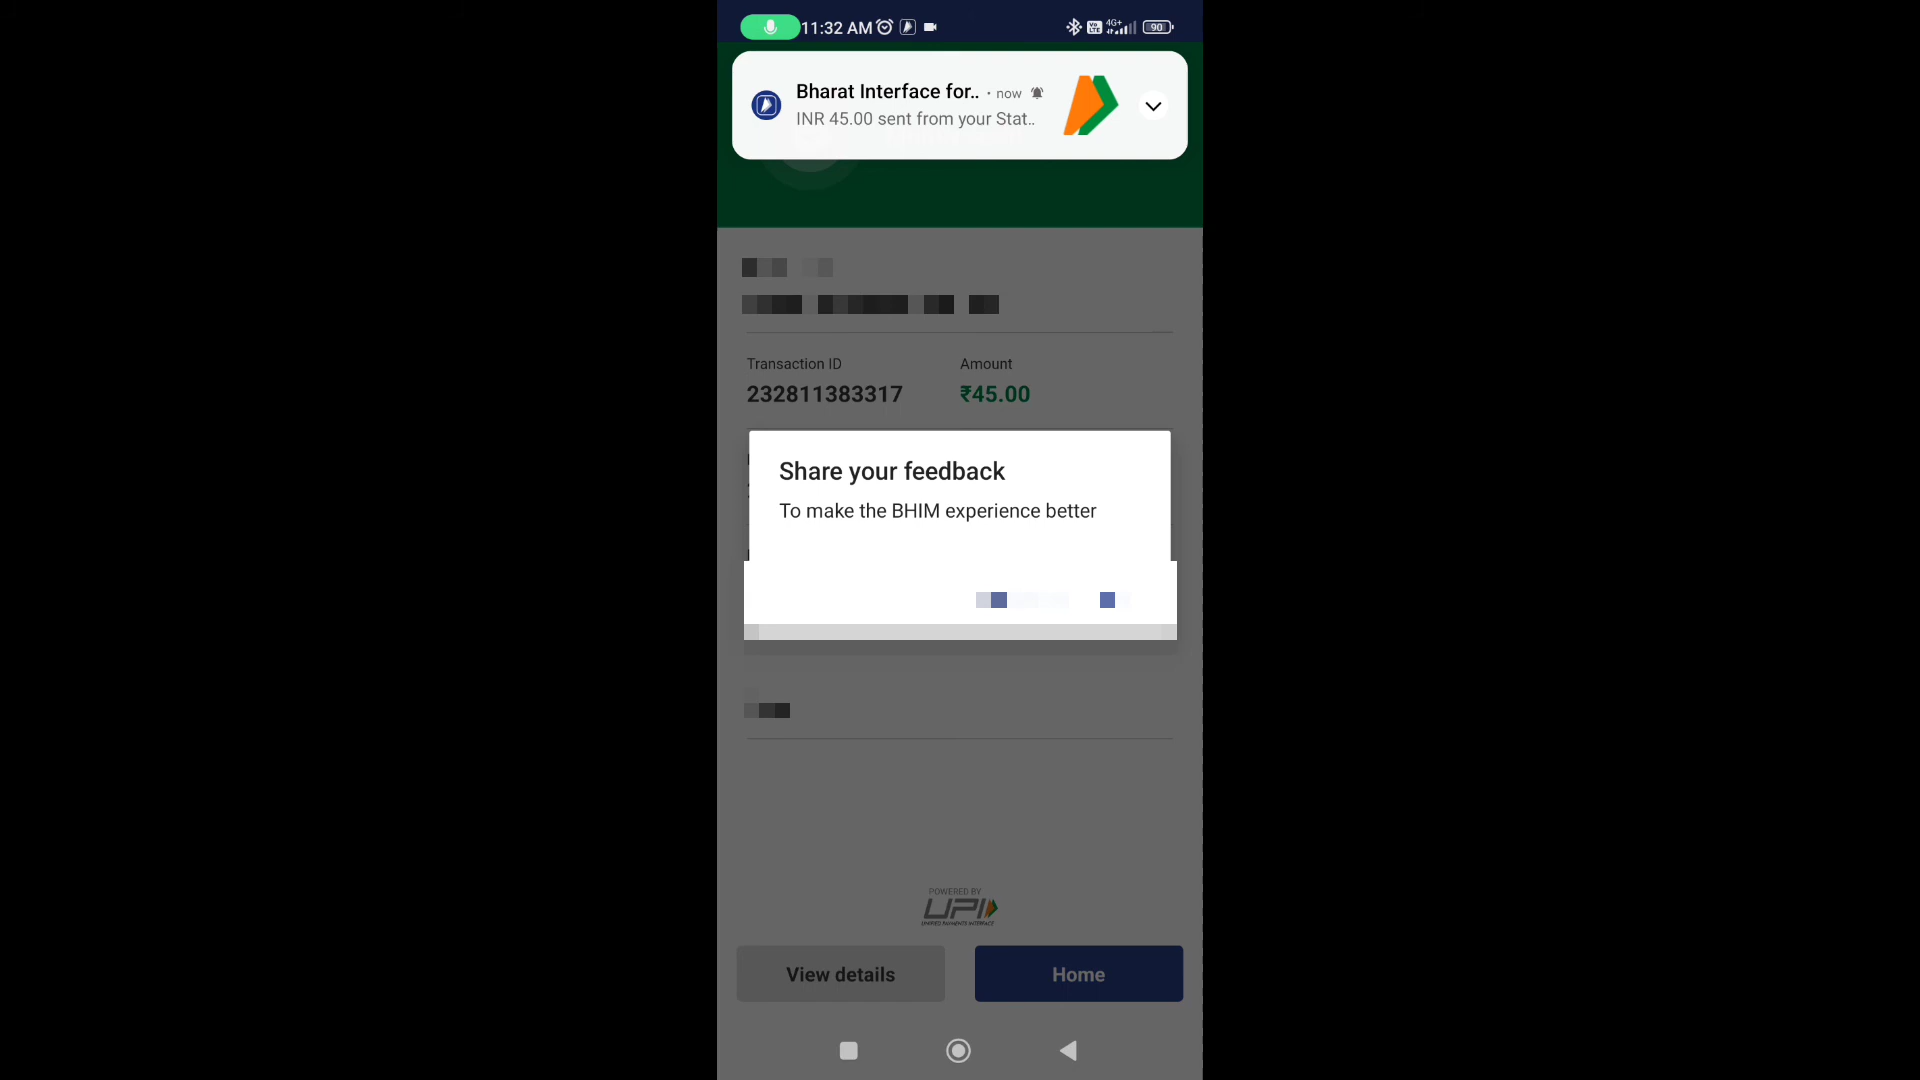 11:32 AM
4G+
90
Bharat Interface for.. • now
INR 45.00 sent from your Stat..
Transaction ID
Amount
232811383317
₹45.00
Share your feedback
To make the BHIM experience better
POWERED BY
UPI
UNIFIED PAYMENTS INTERFACE
View details
Home